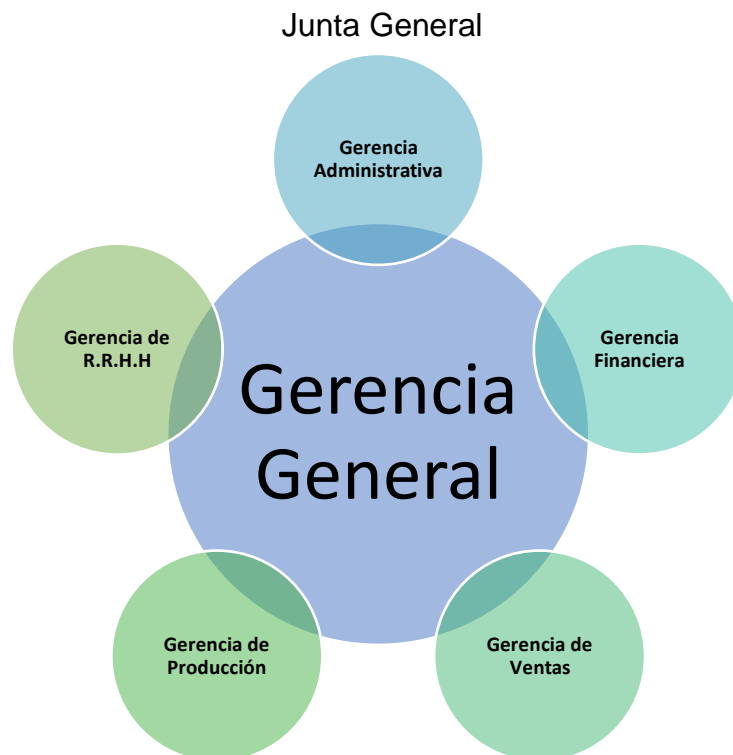 Junta General
Gerencia
Administrativa
Gerencia de
R.R.H.H
Gerencia
Financiera
Gerencia
General
Gerencia de
Producción
Gerencia de
Ventas